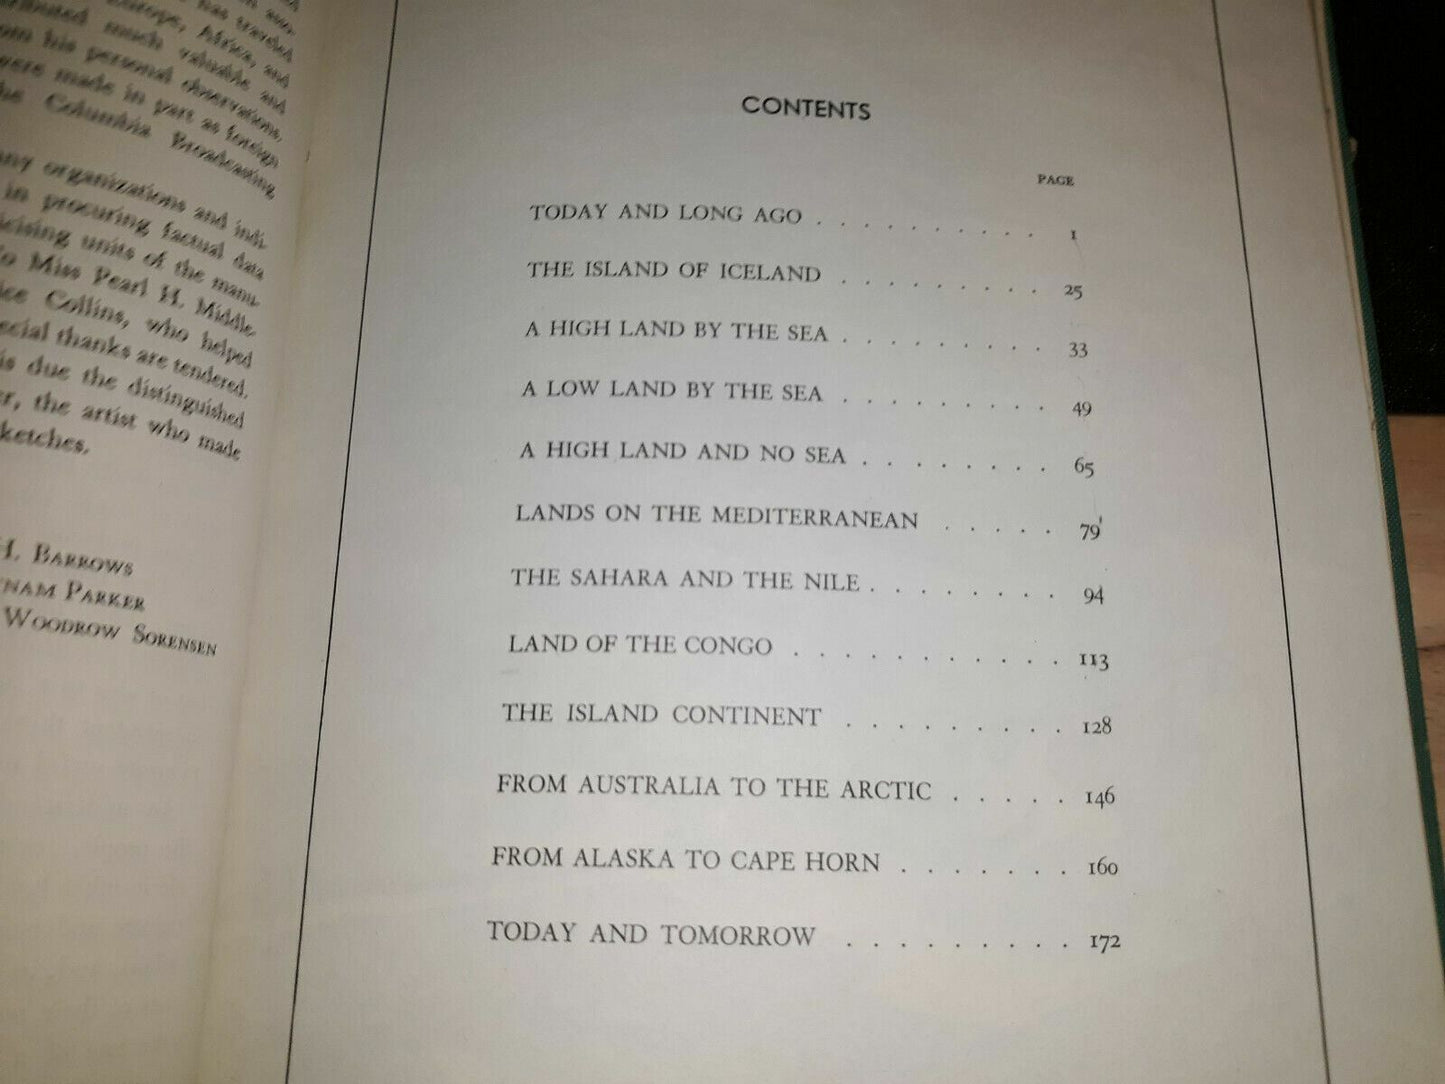 has traveled
Europe, Africa, and
much valuable and
his personal observations,
were made in part as foreign
Columbia Broadcasting
organizations and indi-
in procuring factual data
units of the manu-
Miss Pearl H. Middle-
Collins, who helped
thanks are tendered.
is due the distinguished
the artist who made
H. Barrows
Parker
Woodrow Sorensen
CONTENTS
PAGE
TODAY AND LONG AGO . . . . . . . . . . 1
THE ISLAND OF ICELAND . . . . . . . . . 25
A HIGH LAND BY THE SEA . . . . . . . . . 33
A LOW LAND BY THE SEA . . . . . . . . . 49
A HIGH LAND AND NO SEA . . . . . . . . 65
LANDS ON THE MEDITERRANEAN . . . . . 79
THE SAHARA AND THE NILE . . . . . . . . 94
LAND OF THE CONGO . . . . . . . . . . . 113
THE ISLAND CONTINENT . . . . . . . . . 128
FROM AUSTRALIA TO THE ARCTIC . . . . . 146
FROM ALASKA TO CAPE HORN . . . . . . . 160
TODAY AND TOMORROW . . . . . . . . . 172